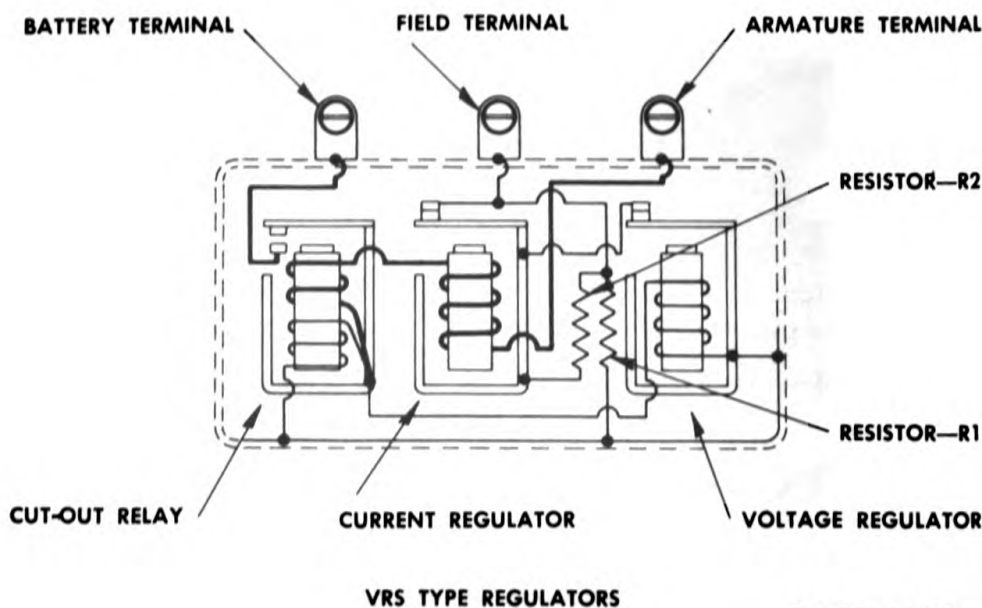 BATTERY TERMINAL
FIELD TERMINAL
ARMATURE TERMINAL
RESISTOR—R2
RESISTOR—R1
CUT-OUT RELAY
CURRENT REGULATOR
VOLTAGE REGULATOR
VRS TYPE REGULATORS